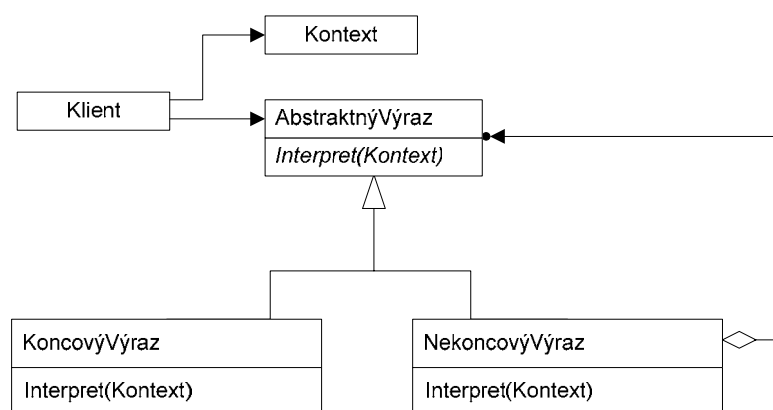 Kontext
Klient
AbstraktnýVýraz
Interpret(Kontext)
KoncovýVýraz
Interpret(Kontext)
NekoncovýVýraz
Interpret(Kontext)